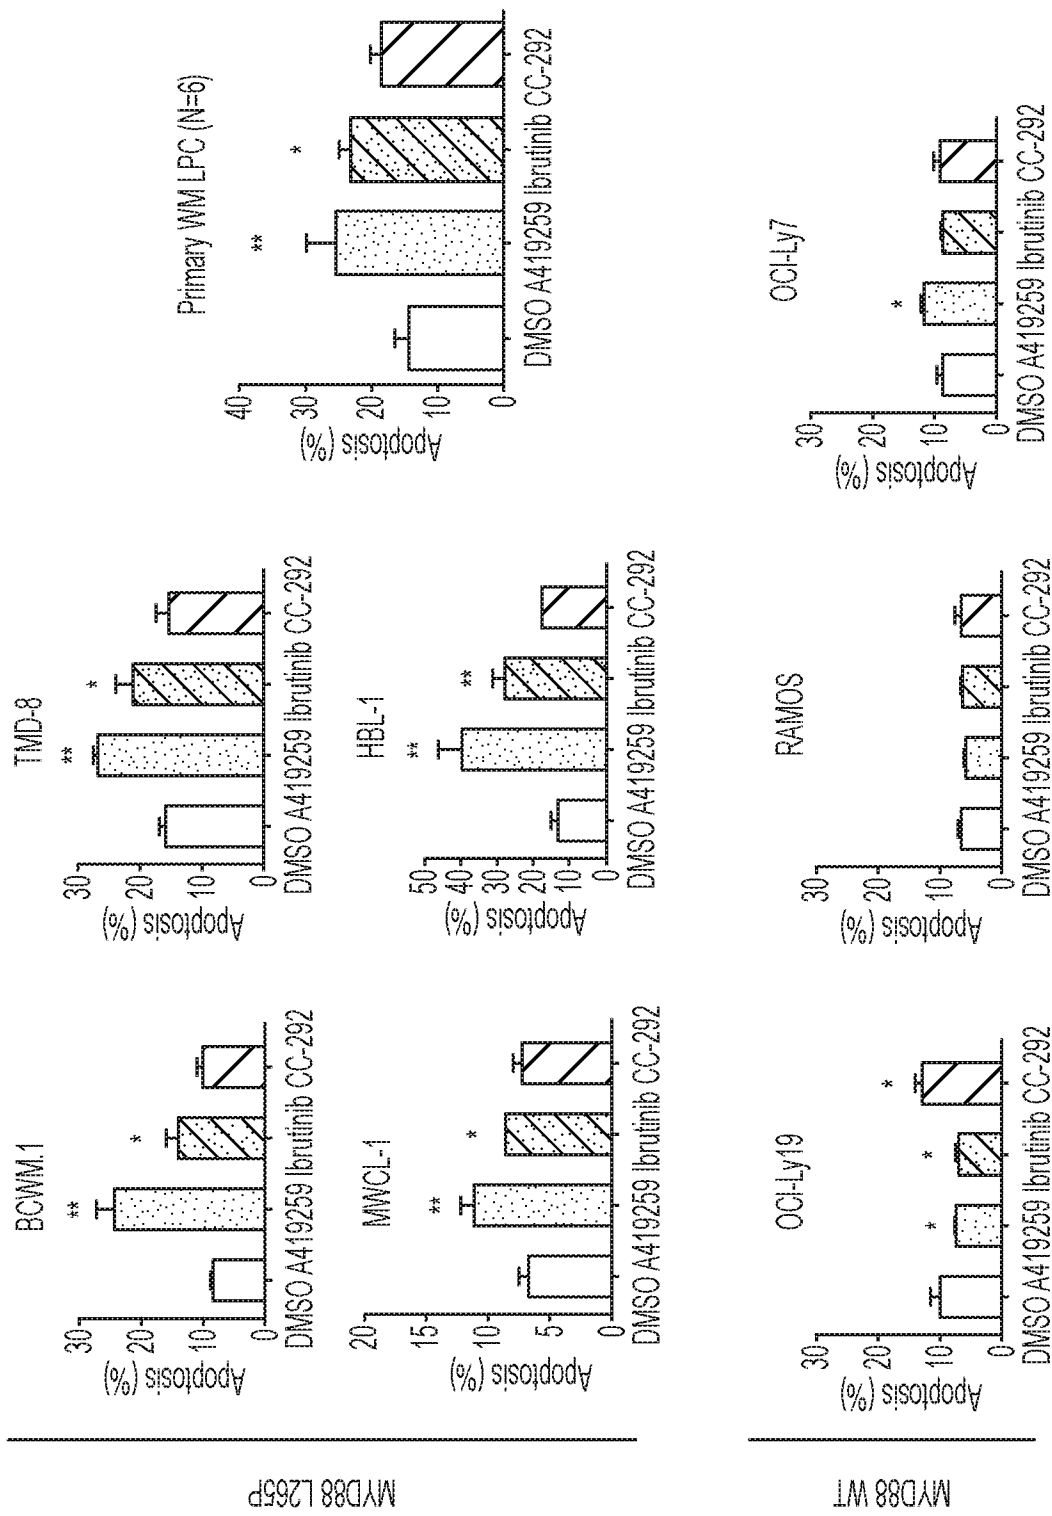 MYD88 L265P
BCWM.1
** *
Apoptosis (%)
30
20
10
0
DMSO A419259 Ibrutinib CC-292
TMD-8
** *
Apoptosis (%)
30
20
10
0
DMSO A419259 Ibrutinib CC-292
Primary WM LPC (N=6)
** *
Apoptosis (%)
40
30
20
10
0
DMSO A419259 Ibrutinib CC-292
MWCL-1
** *
Apoptosis (%)
20
15
10
5
0
DMSO A419259 Ibrutinib CC-292
HBL-1
** **
Apoptosis (%)
50
40
30
20
10
0
DMSO A419259 Ibrutinib CC-292
MYD88 WT
OCI-Ly19
* * *
Apoptosis (%)
30
20
10
0
DMSO A419259 Ibrutinib CC-292
RAMOS
Apoptosis (%)
30
20
10
0
DMSO A419259 Ibrutinib CC-292
OCI-Ly7
*
Apoptosis (%)
30
20
10
0
DMSO A419259 Ibrutinib CC-292